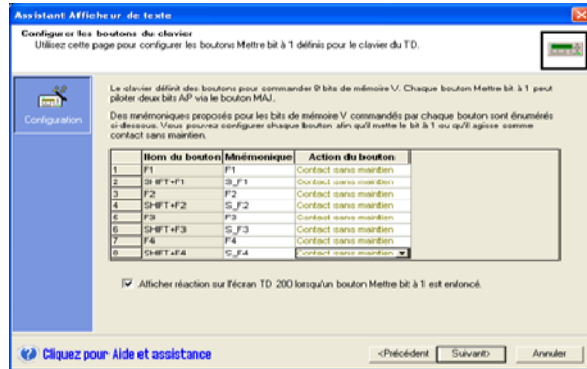 Assistant Afficheur de texte
Configurer les boutons du clavier
Utilisez cette page pour configurer les boutons Mettre bit à 1 définis pour le clavier du TD.
Configuration
Le clavier définit des boutons pour commander 8 bits de mémoire V. Chaque bouton Mettre bit à 1 peut
piloter deux bits AP via le bouton MAJ.
Des mnémoniques proposés pour les bits de mémoire V commandés par chaque bouton sont énumérés
ci-dessous. Vous pouvez configurer chaque bouton afin qu'il mette le bit à 1 ou qu'il agisse comme
contact sans maintien.
Nom du bouton Mnémonique Action du bouton
1 F1 F1 Contact sans maintien
2 SHIFT+F1 S_F1 Contact sans maintien
3 F2 F2 Contact sans maintien
4 SHIFT+F2 S_F2 Contact sans maintien
5 F3 F3 Contact sans maintien
6 SHIFT+F3 S_F3 Contact sans maintien
7 F4 F4 Contact sans maintien
8 SHIFT+F4 S_F4 Contact sans maintien
Afficher réaction sur l'écran TD 200 lorsqu'un bouton Mettre bit à 1 est enfoncé.
Cliquez pour Aide et assistance
<Précédent Suivant> Annuler